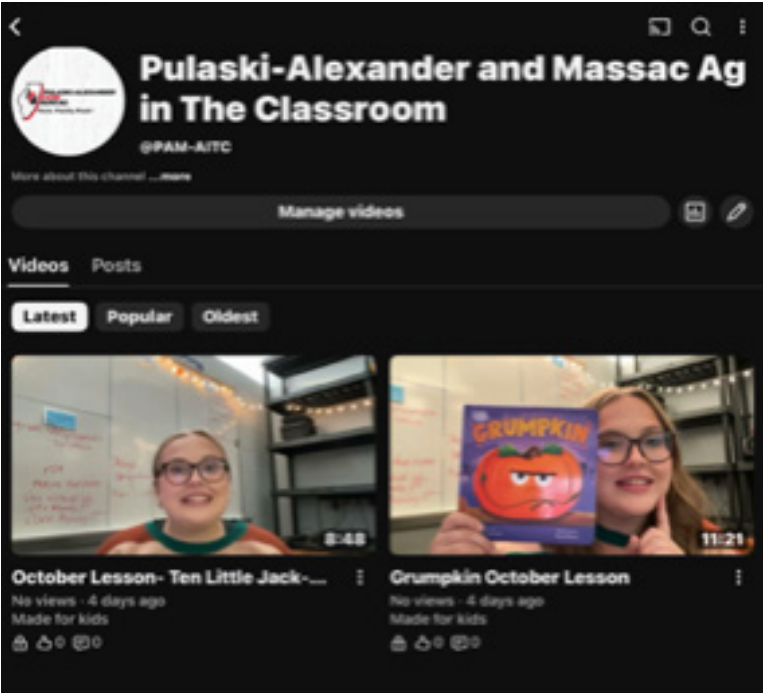 Pulaski-Alexander and Massac Ag
in The Classroom
@PAM-AITC
More about this channel ...more
Manage videos
Videos Posts
Latest Popular Oldest
GRUMPKIN
8:48
11:21
October Lesson- Ten Little Jack-...
Grumpkin October Lesson
No views · 4 days ago
No views · 4 days ago
Made for kids
Made for kids
0 0
0 0